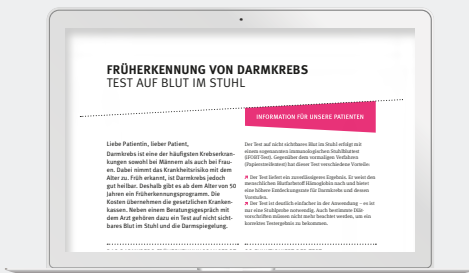 FRÜHERKENNUNG VON DARMKREBS
TEST AUF BLUT IM STUHL
INFORMATION FÜR UNSERE PATIENTEN
Liebe Patientin, lieber Patient,
Darmkrebs ist eine der häufigsten Krebserkran-
kungen sowohl bei Männern als auch bei Frau-
en. Dabei nimmt das Krankheitsrisiko mit dem
Alter zu. Früh erkannt, ist Darmkrebs jedoch
gut heilbar. Deshalb gibt es ab dem Alter von 50
Jahren ein Früherkennungsprogramm. Die
Kosten übernehmen die gesetzlichen Kranken-
kassen. Neben einem Beratungsgespräch mit
dem Arzt gehören dazu ein Test auf nicht sicht-
bares Blut im Stuhl und die Darmspiegelung.
Der Test auf nicht sichtbares Blut im Stuhl erfolgt mit
einem sogenannten immunologischen Stuhlbluttest
(iFOBT-Test). Gegenüber dem vormaligen Verfahren
(Papierstreifentest) hat dieser Test verschiedene Vorteile:
Der Test liefert ein zuverlässigeres Ergebnis. Er weist den
menschlichen Blutfarbstoff Hämoglobin nach und bietet
eine höhere Entdeckungsrate für Darmkrebs und dessen
Vorstufen.
Der Test ist deutlich einfacher in der Anwendung – es ist
nur eine Stuhlprobe notwendig. Auch bestimmte Diät-
vorschriften müssen nicht mehr beachtet werden, um ein
korrektes Testergebnis zu bekommen.